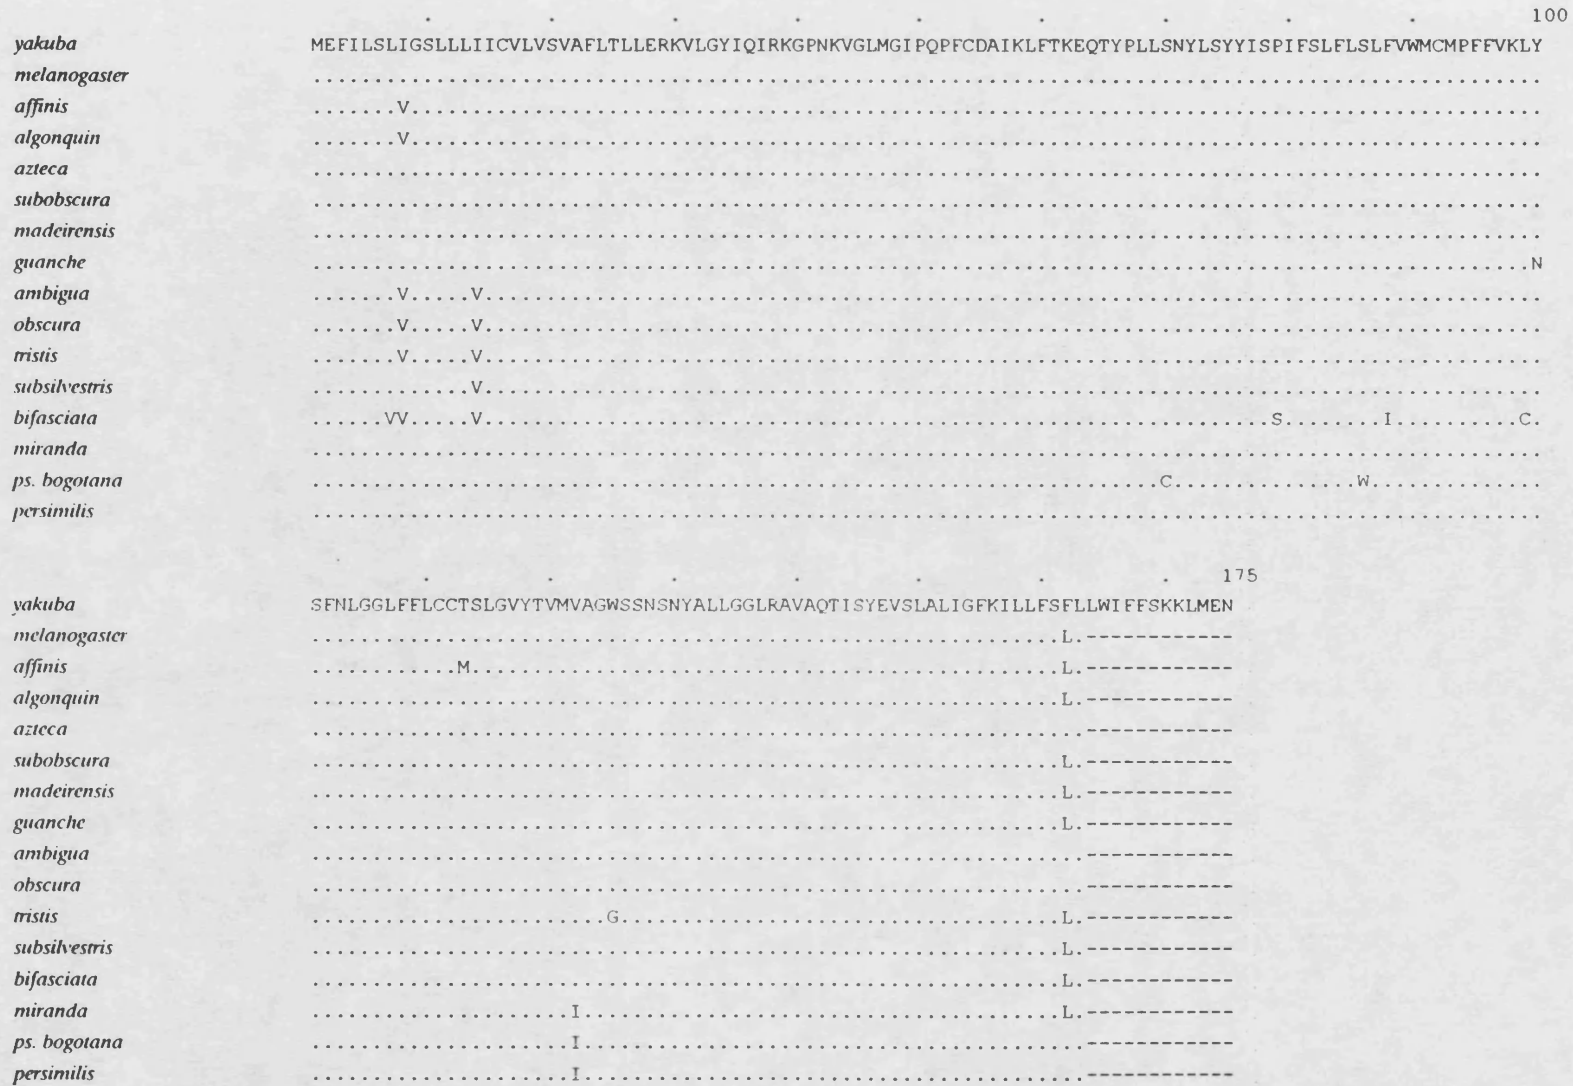 100
yakuba MEFILSLIGSLLLIICVLVSVAFLTLLERKVLGYIQIRKGPNKVGLMGIPQPFCDAIKLFTKEQTYPLLSNYLSYYISPIFSLFLSLFVWMCMPFFVKLY
melanogaster ....................................................................................................
affinis .......V............................................................................................
algonquin .......V............................................................................................
azteca ....................................................................................................
subobscura ....................................................................................................
madeirensis ....................................................................................................
guanche ...................................................................................................N
ambigua .......V.....V......................................................................................
obscura .......V.....V......................................................................................
tristis .......V.....V......................................................................................
subsilvestris .............V......................................................................................
bifasciata ......VV.....V................................................................S........I..........C.
miranda ....................................................................................................
ps. bogotana .....................................................................C...............W..............
persimilis ....................................................................................................
175
yakuba SFNLGGLFFLCCTSLGVYTVMVAGWSSNSNYALLGGLRAVAQTISYEVSLALIGFKILLFSFLLWIFFSKKLMEN
melanogaster .............................................................L.------------
affinis ............M................................................L.------------
algonquin .............................................................L.------------
azteca ...............................................................------------
subobscura .............................................................L.------------
madeirensis .............................................................L.------------
guanche .............................................................L.------------
ambigua ...............................................................------------
obscura ...............................................................------------
tristis ........................G....................................L.------------
subsilvestris .............................................................L.------------
bifasciata .............................................................L.------------
miranda .....................I.......................................L.------------
ps. bogotana .....................I.........................................------------
persimilis .....................I.........................................------------